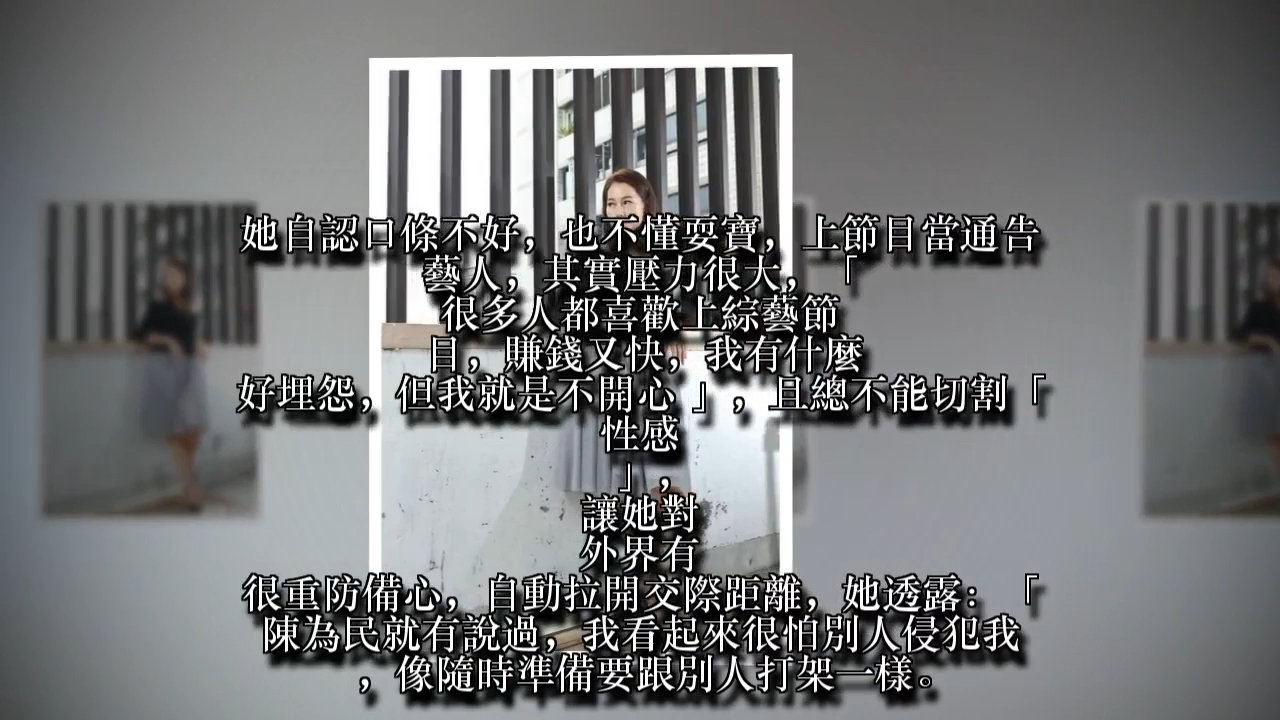 她自認口條不好，也不懂耍寶，上節目當通告
藝人，其實壓力很大，「
很多人都喜歡上綜藝節
目，賺錢又快，我有什麼
好埋怨，但我就是不開心 」，且總不能切割「
性感
」，
讓她對
外界有
很重防備心，自動拉開交際距離，她透露：「
陳為民就有說過，我看起來很怕別人侵犯我
，像隨時準備要跟別人打架一樣。